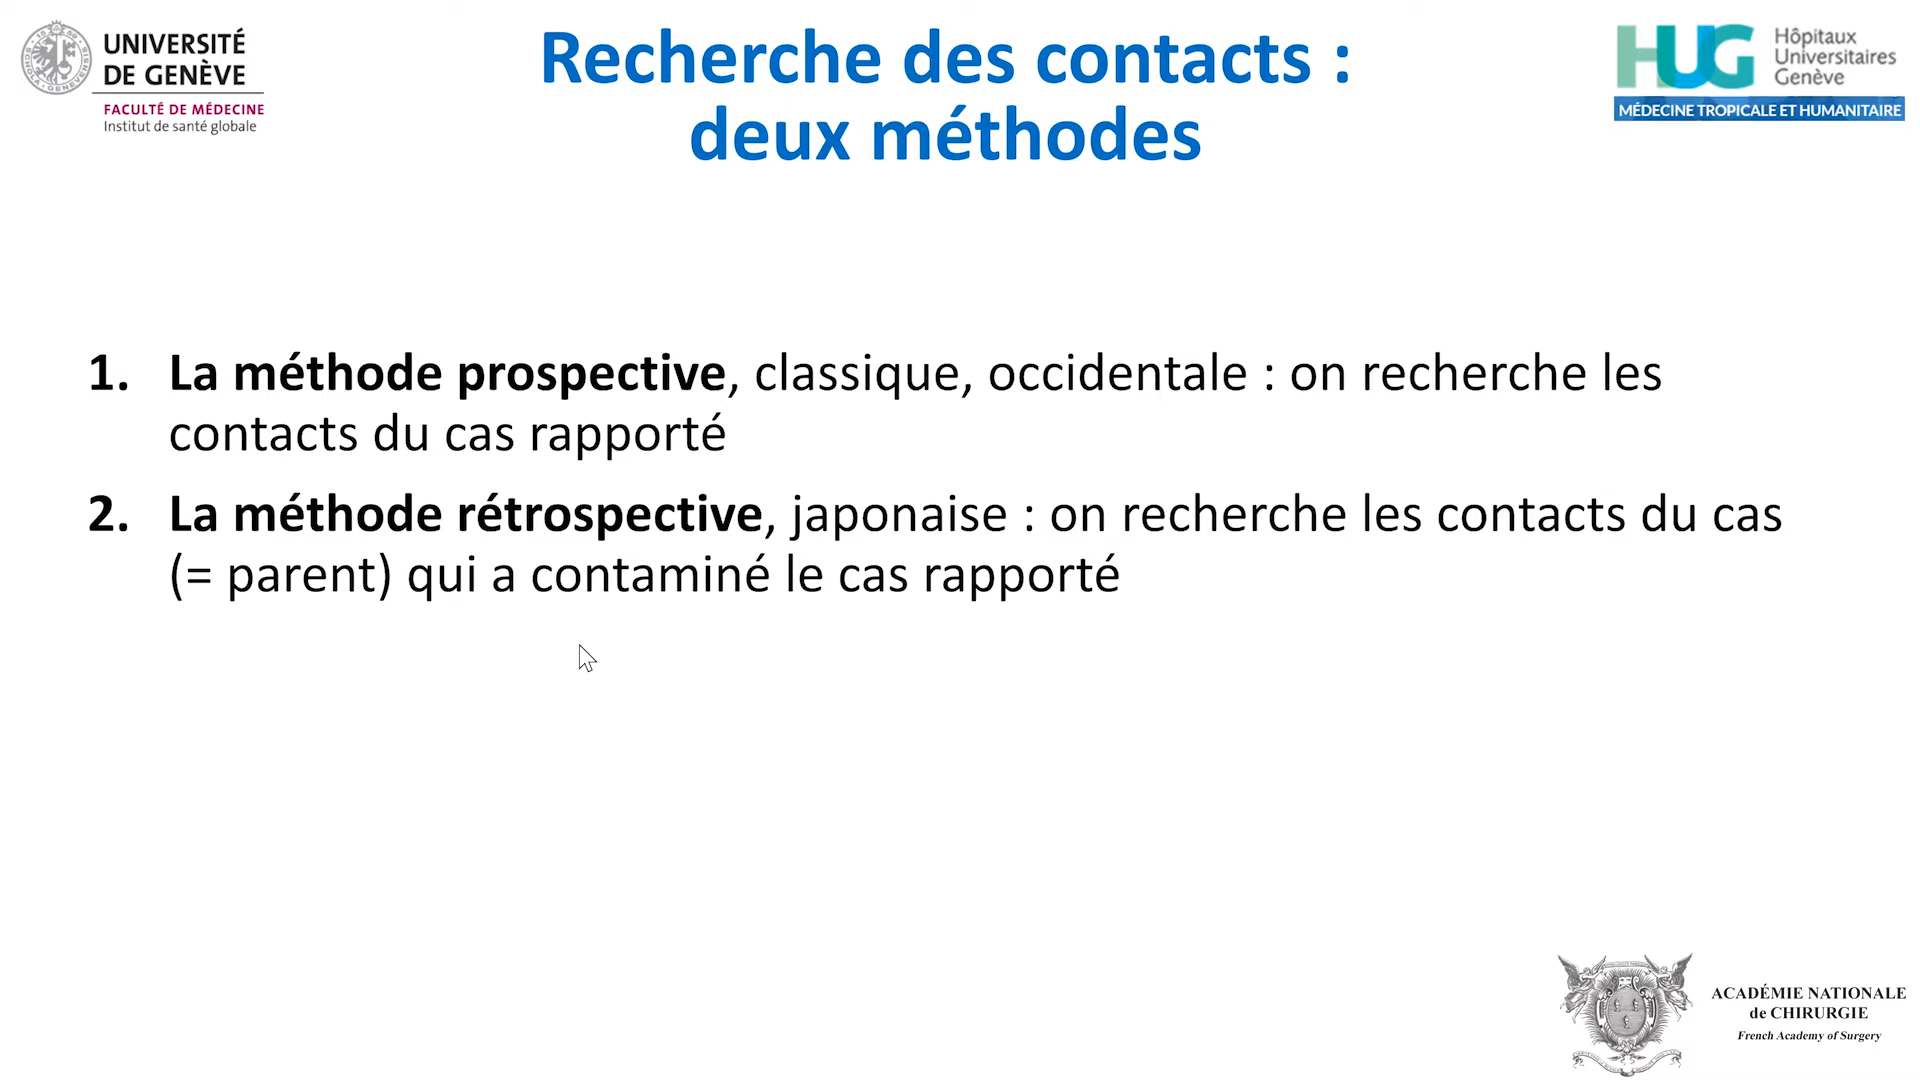 UNIVERSITÉ
DE GENÈVE
FACULTÉ DE MÉDECINE
Institut de santé globale
Recherche des contacts :
deux méthodes
HUG
Hôpitaux
Universitaires
Genève
MÉDECINE TROPICALE ET HUMANITAIRE
1. La méthode prospective, classique, occidentale : on recherche les
contacts du cas rapporté
2. La méthode rétrospective, japonaise : on recherche les contacts du cas
(= parent) qui a contaminé le cas rapporté
ACADÉMIE NATIONALE
de CHIRURGIE
French Academy of Surgery